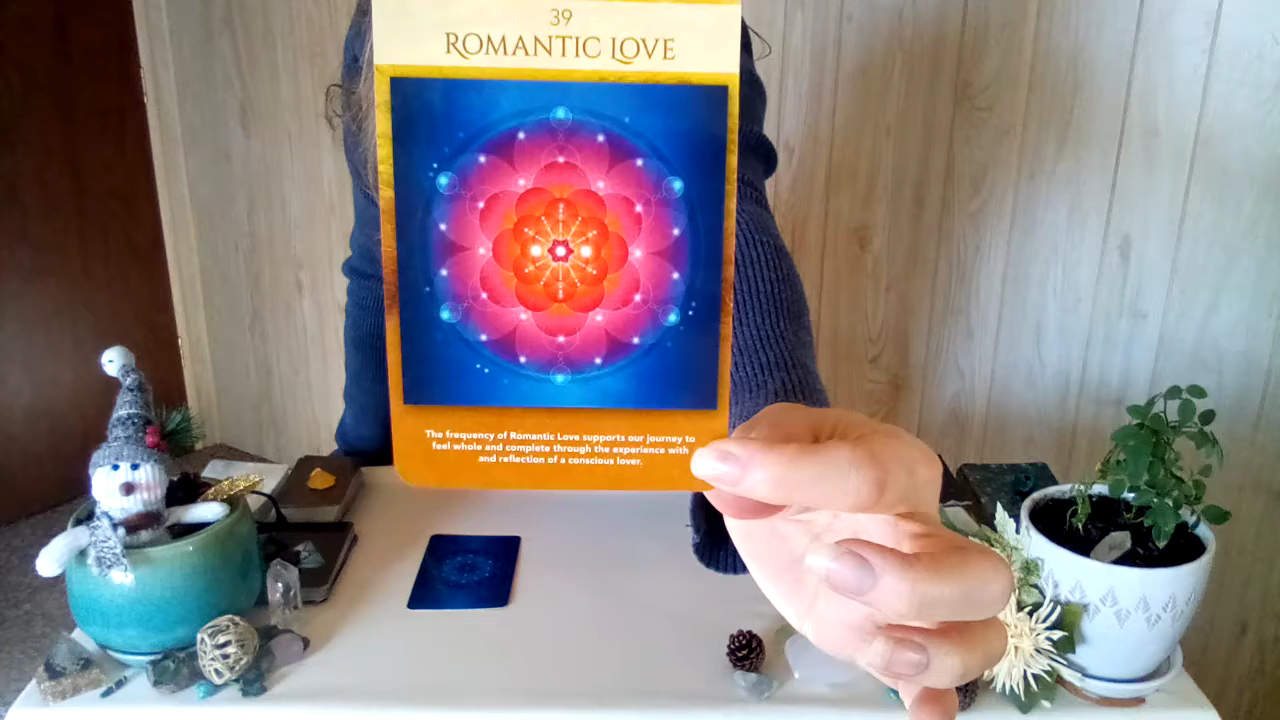 39
ROMANTIC LOVE
The frequency of Romantic Love supports our journey to
feel whole and complete through the experience with
and reflection of a conscious lover.